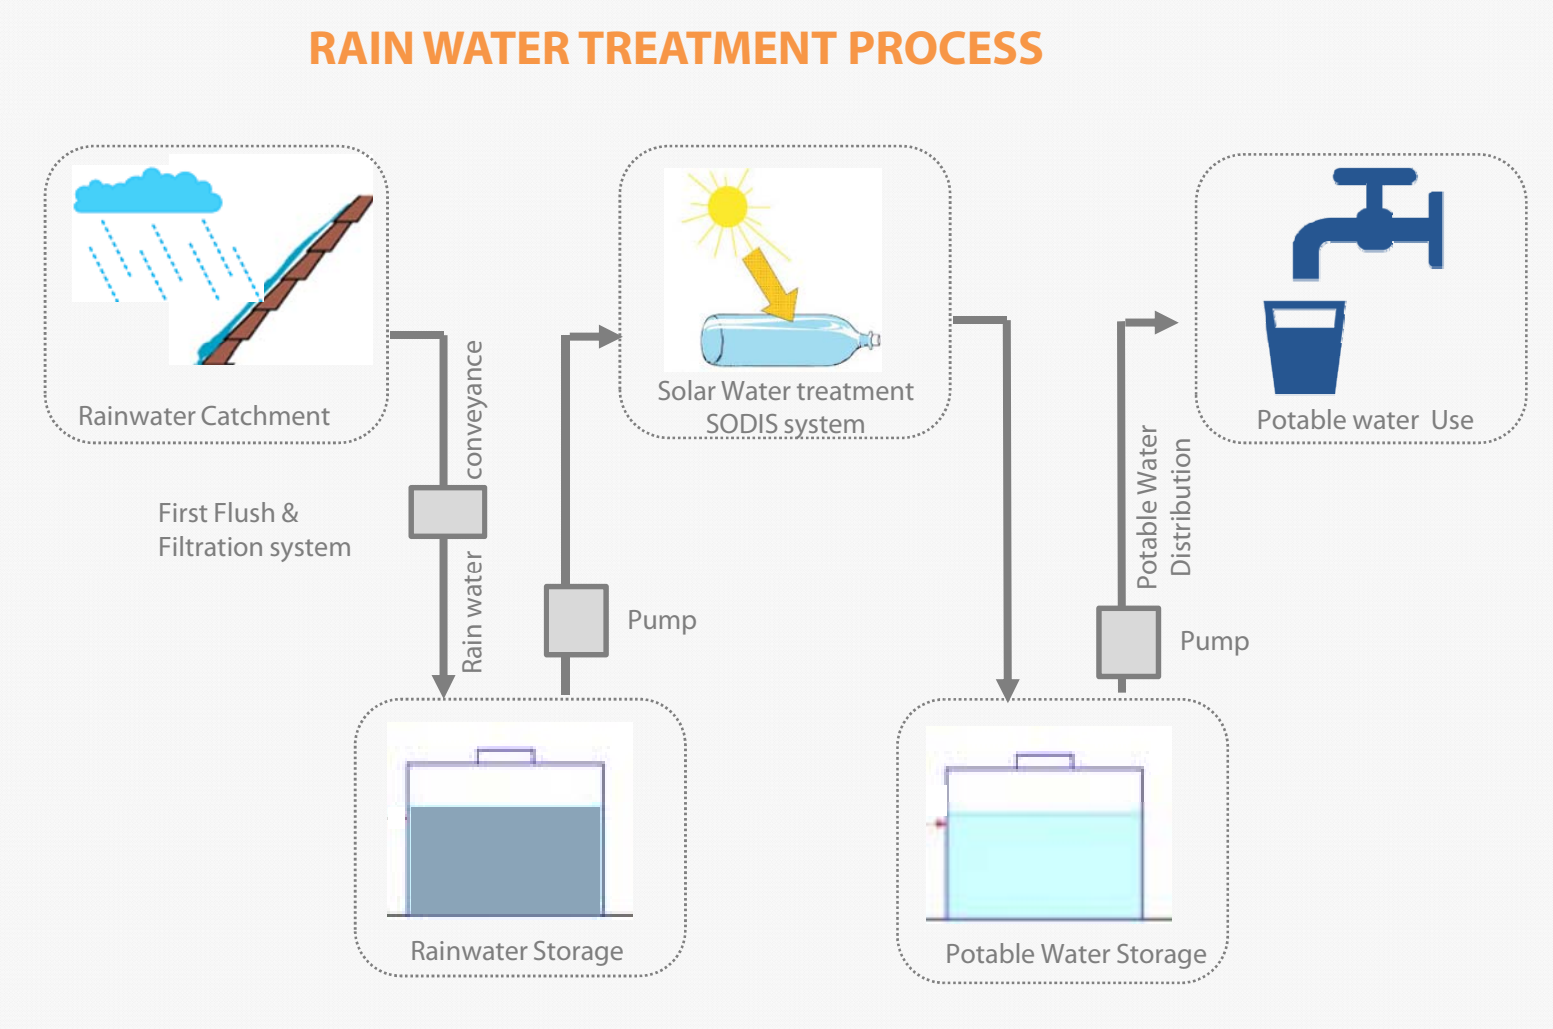 RAIN WATER TREATMENT PROCESS
Rainwater Catchment
Solar Water treatment
SODIS system
Potable water Use
First Flush &
Filtration system
Rain water conveyance
Pump
Potable Water
Distribution
Pump
Rainwater Storage
Potable Water Storage